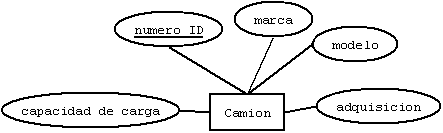 marca
numero ID
modelo
capacidad de carga
Camion
adquisicion